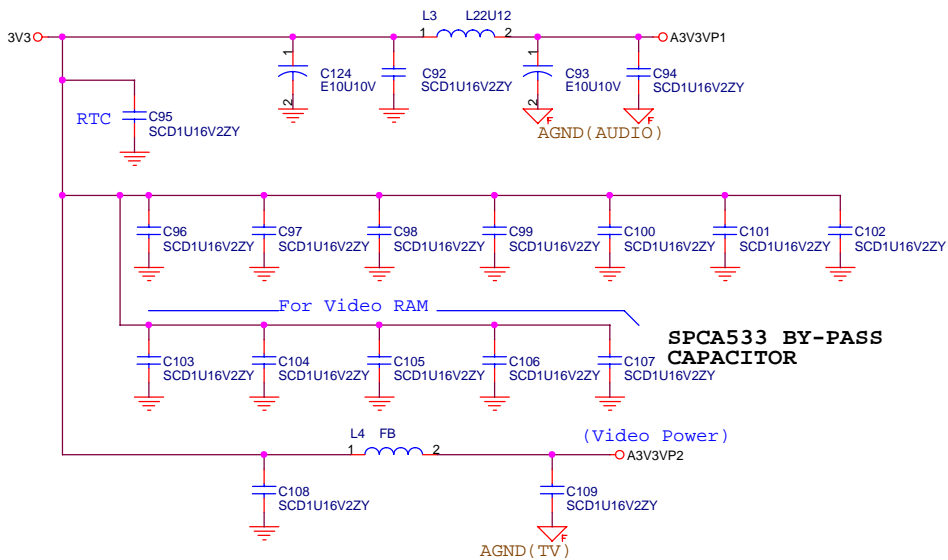 L3 L22U12
3V3 1 2 A3V3VP1
1 C124 E10U10V 2
C92 SCD1U16V2ZY
1 C93 E10U10V 2
C94 SCD1U16V2ZY
F F
AGND(AUDIO)
RTC
C95
SCD1U16V2ZY
C96 C97 C98 C99 C100 C101 C102
SCD1U16V2ZY SCD1U16V2ZY SCD1U16V2ZY SCD1U16V2ZY SCD1U16V2ZY SCD1U16V2ZY SCD1U16V2ZY
For Video RAM
SPCA533 BY-PASS
CAPACITOR
C103 C104 C105 C106 C107
SCD1U16V2ZY SCD1U16V2ZY SCD1U16V2ZY SCD1U16V2ZY SCD1U16V2ZY
L4 FB
(Video Power)
1 2 A3V3VP2
C108 C109
SCD1U16V2ZY SCD1U16V2ZY
F
AGND(TV)